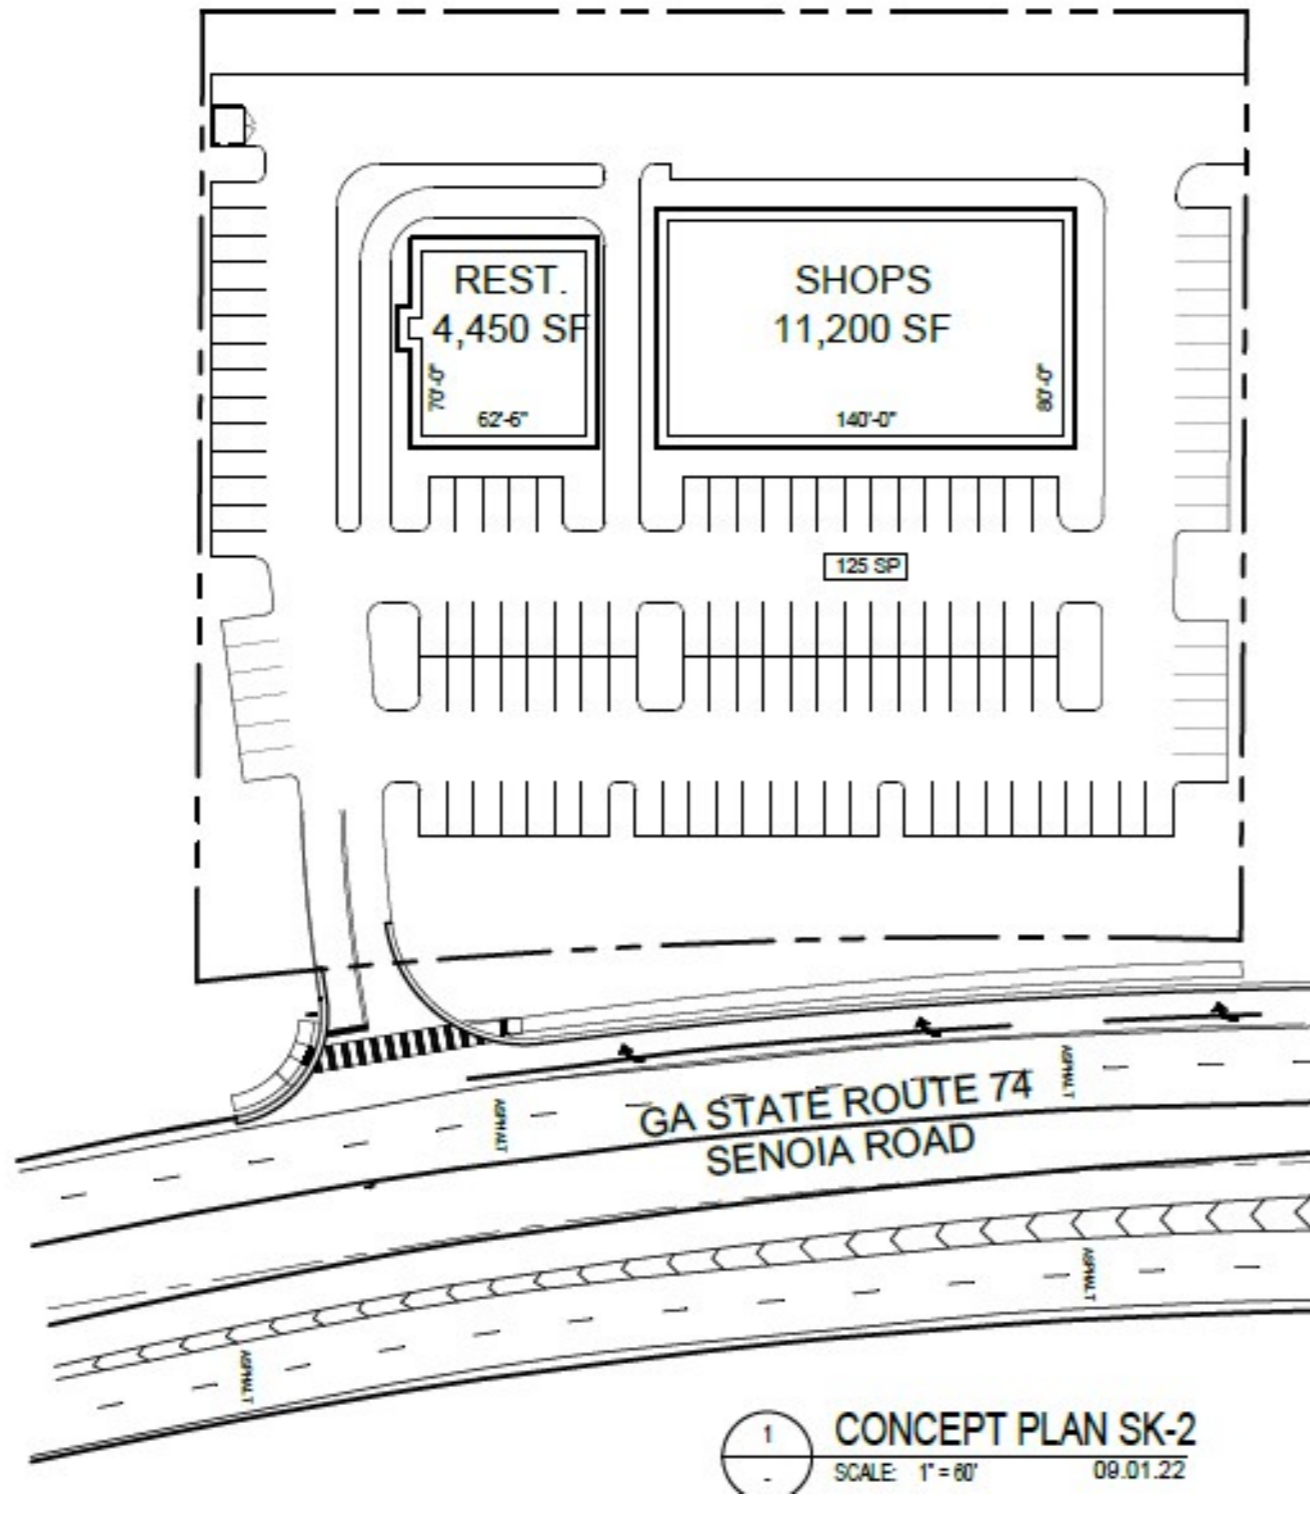 REST.
4,450 SF
70'-0"
62'-6"
SHOPS
11,200 SF
80'-0"
140'-0"
125 SP
ASPHALT
ASPHALT
GA STATE ROUTE 74
SENOIA ROAD
ASPHALT
ASPHALT
1
-
CONCEPT PLAN SK-2
SCALE: 1" = 60'
09.01.22